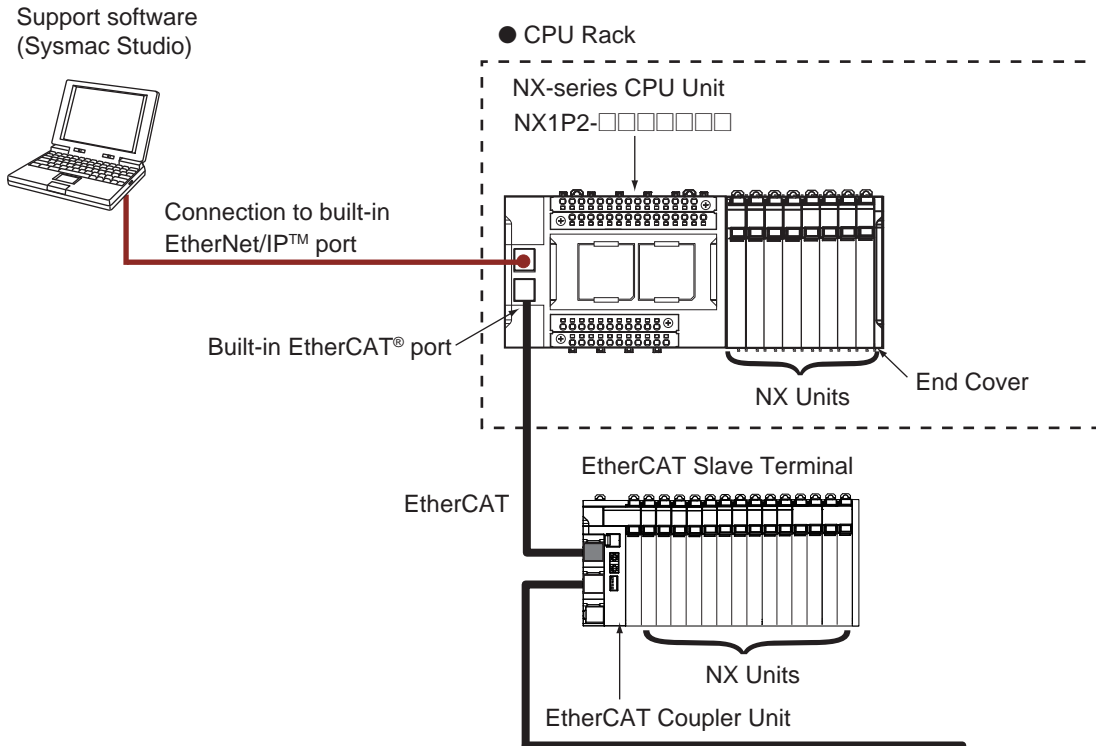 Support software
(Sysmac Studio)
● CPU Rack
NX-series CPU Unit
NX1P2-□□□□□□□
Connection to built-in
EtherNet/IP™ port
Built-in EtherCAT® port
End Cover
NX Units
EtherCAT Slave Terminal
EtherCAT
NX Units
EtherCAT Coupler Unit